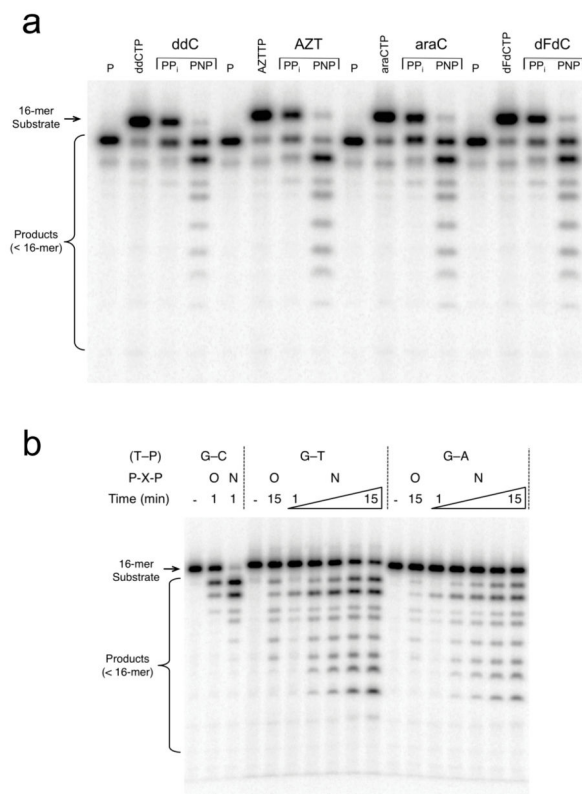 a
ddC AZT araC dFdC
P ddCTP PPi PNP P AZTTP PPi PNP P araCTP PPi PNP P dFdCTP PPi PNP
16-mer
Substrate
Products
(< 16-mer)
b
(T–P) G–C G–T G–A
P-X-P O N O N O N
Time (min) - 1 1 - 15 1 15 - 15 1 15
16-mer
Substrate
Products
(< 16-mer)